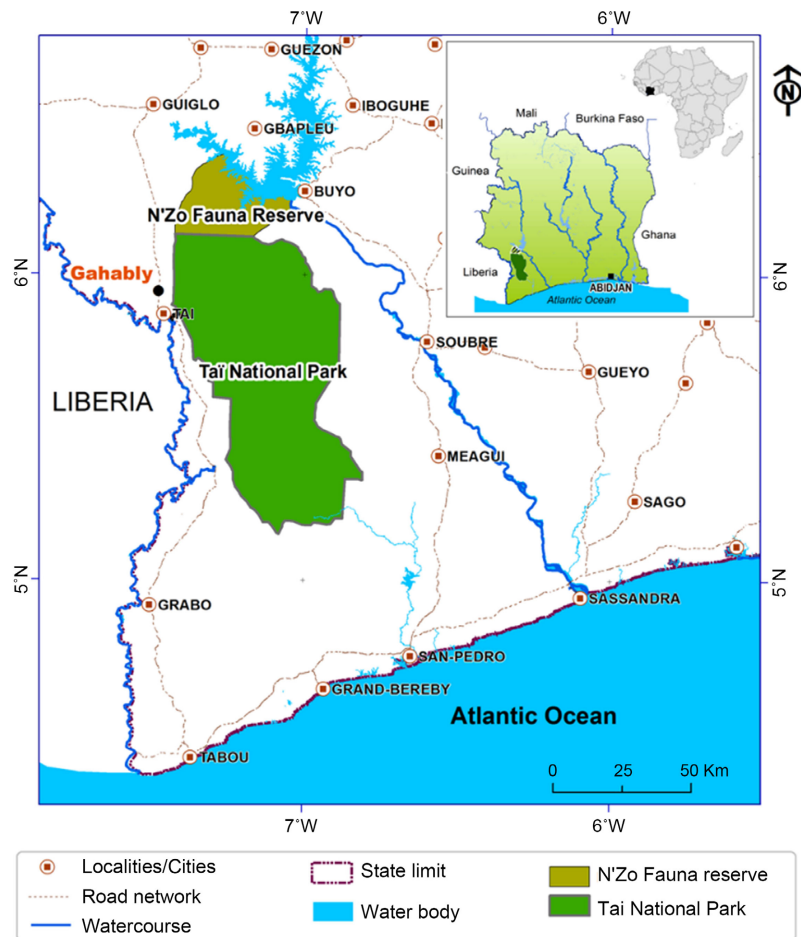 7°W
6°W
GUEZON
GUIGLO
IBOGUHE
GBAPLEU
BUYO
N'Zo Fauna Reserve
6°N
6°N
Gahably
TAI
SOUBRE
Taï National Park
GUEYO
LIBERIA
MEAGUI
SAGO
5°N
5°N
GRABO
SASSANDRA
SAN-PEDRO
GRAND-BEREBY
Atlantic Ocean
TABOU
0 25 50 Km
7°W
6°W
Mali
Burkina Faso
Guinea
Ghana
Liberia
ABIDJAN
Atlantic Ocean
N
Localities/Cities
Road network
Watercourse
State limit
Water body
N'Zo Fauna reserve
Tai National Park